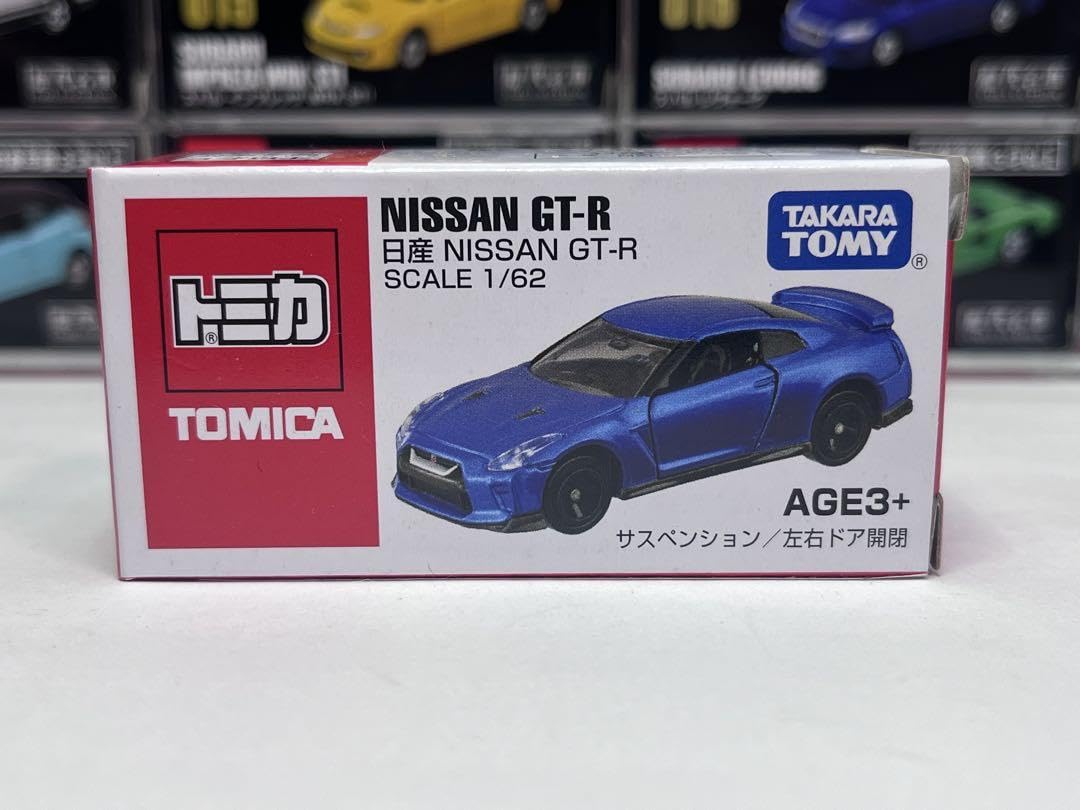 トミカ
®
TOMICA
NISSAN GT-R
日産 NISSAN GT-R
SCALE 1/62
TAKARA
TOMY
®
AGE3+
サスペンション/左右ドア開閉